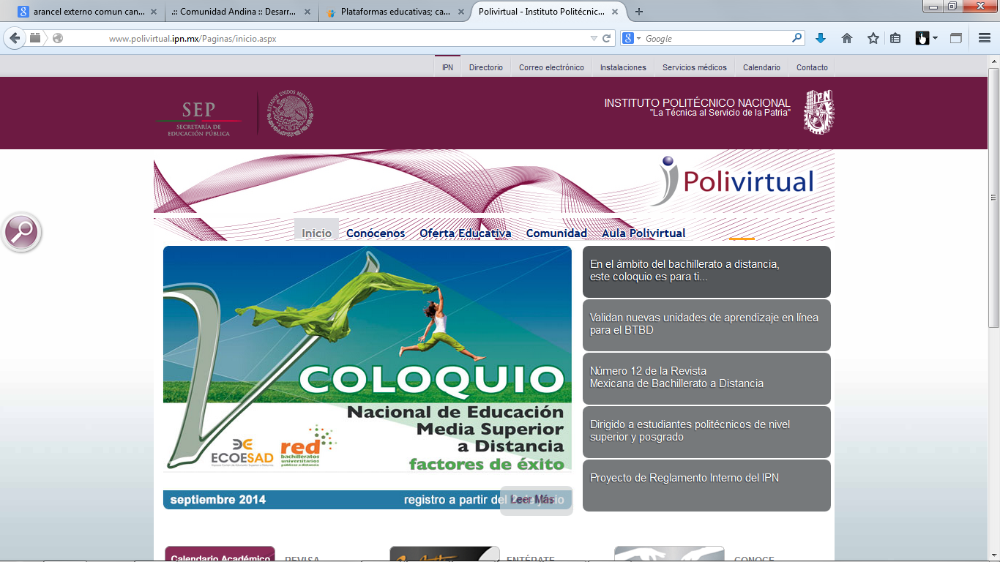 arancel externo comun can...
.:: Comunidad Andina :: Desarr...
Plataformas educativas; ca...
Polivirtual - Instituto Politécnic...
www.polivirtual.ipn.mx/Paginas/inicio.aspx
Google
IPN
Directorio
Correo electrónico
Instalaciones
Servicios médicos
Calendario
Contacto
SEP
SECRETARÍA DE
EDUCACIÓN PÚBLICA
ESTADOS UNIDOS MEXICANOS
INSTITUTO POLITÉCNICO NACIONAL
"La Técnica al Servicio de la Patria"
IPN
Polivirtual
Inicio
Conócenos
Oferta Educativa
Comunidad
Aula Polivirtual
V COLOQUIO
Nacional de Educación
Media Superior
a Distancia
factores de éxito
ECOESAD
red
bachilleratos
universitarios
públicos a distancia
septiembre 2014
registro a partir del
junio
Leer Más
En el ámbito del bachillerato a distancia,
este coloquio es para ti...
Validan nuevas unidades de aprendizaje en línea
para el BTBD
Número 12 de la Revista
Mexicana de Bachillerato a Distancia
Dirigido a estudiantes politécnicos de nivel
superior y posgrado
Proyecto de Reglamento Interno del IPN
Calendario Académico
REVISA
ENTÉRATE
CONOCE